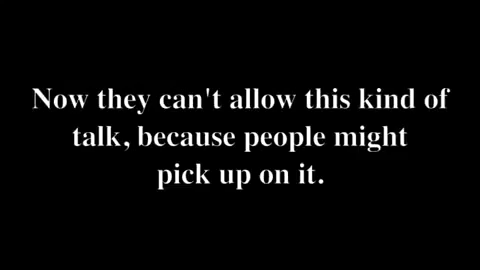 Now they can't allow this kind of
talk, because people might
pick up on it.